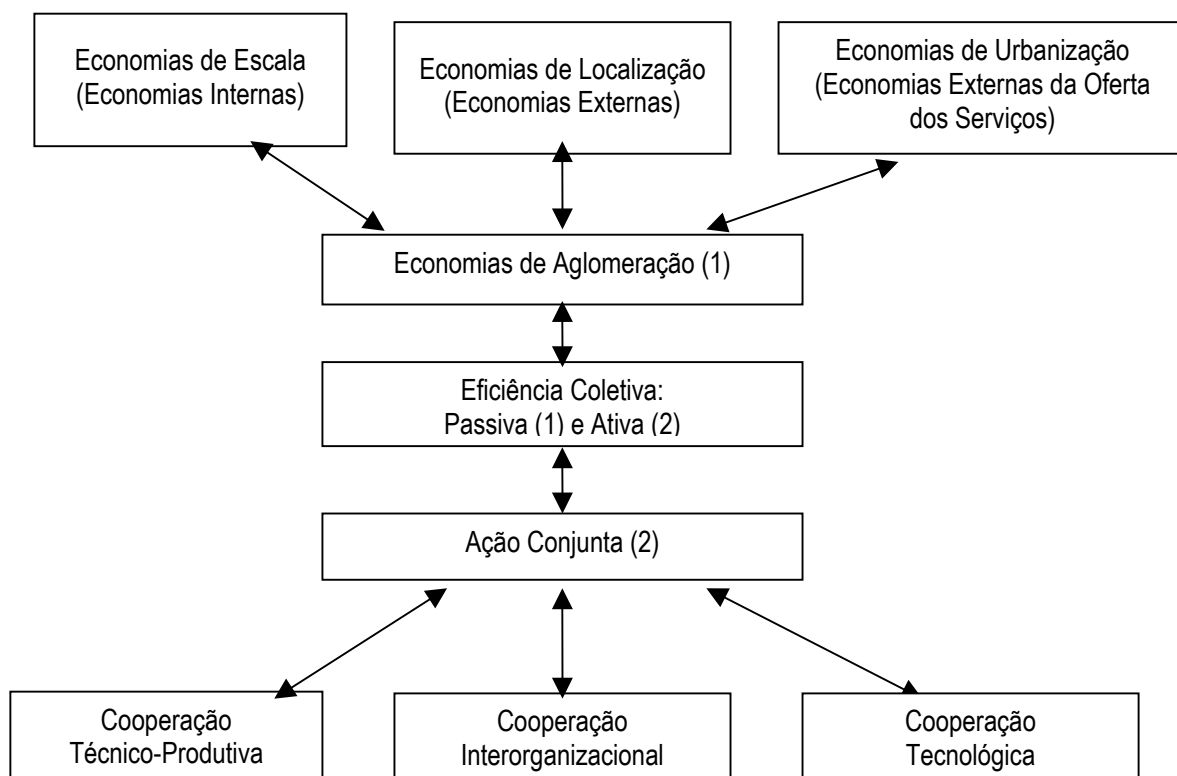 Economias de Escala
(Economias Internas)
Economias de Localização
(Economias Externas)
Economias de Urbanização
(Economias Externas da Oferta
dos Serviços)
Economias de Aglomeração (1)
Eficiência Coletiva:
Passiva (1) e Ativa (2)
Ação Conjunta (2)
Cooperação
Técnico-Produtiva
Cooperação
Interorganizacional
Cooperação
Tecnológica